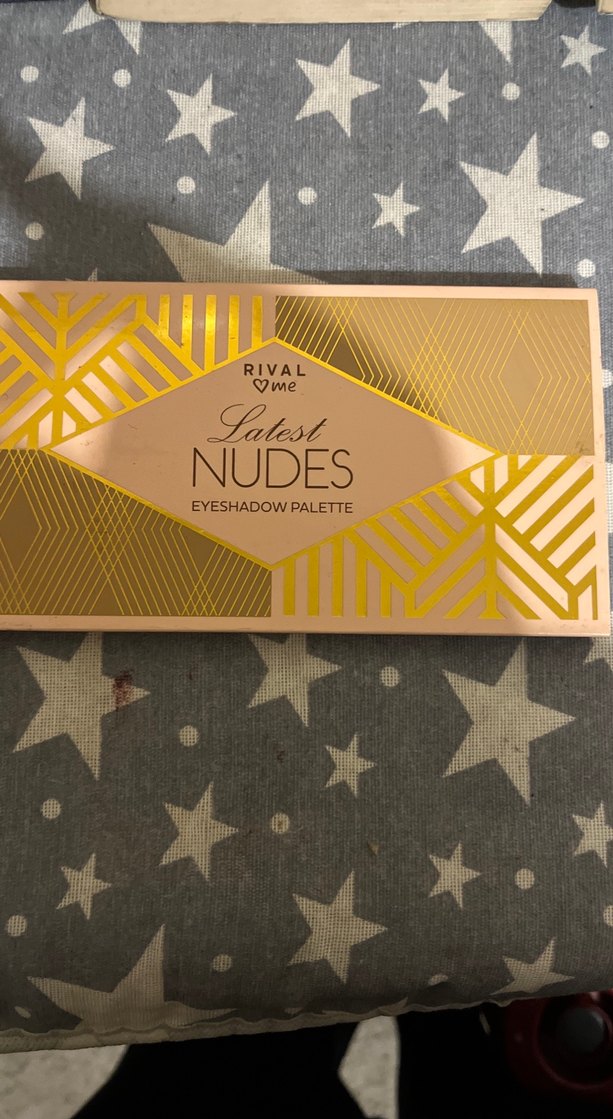 RIVAL
♡me
Latest
NUDES
EYESHADOW PALETTE